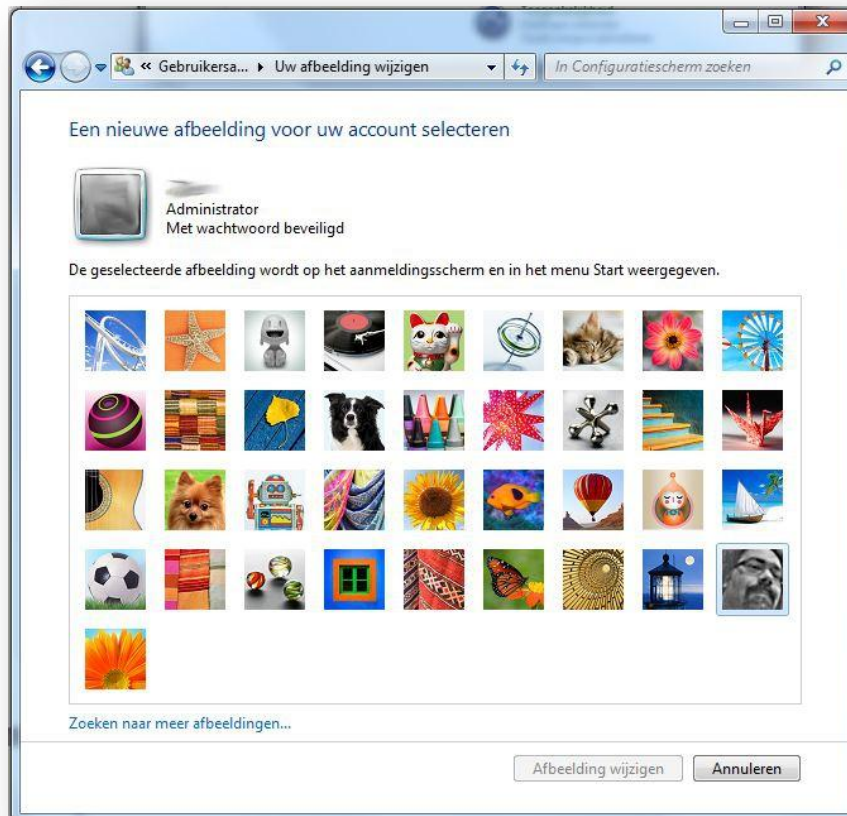 « Gebruikersa... ▸ Uw afbeelding wijzigen
In Configuratiescherm zoeken
Een nieuwe afbeelding voor uw account selecteren
Administrator
Met wachtwoord beveiligd
De geselecteerde afbeelding wordt op het aanmeldingsscherm en in het menu Start weergegeven.
Zoeken naar meer afbeeldingen...
Afbeelding wijzigen
Annuleren